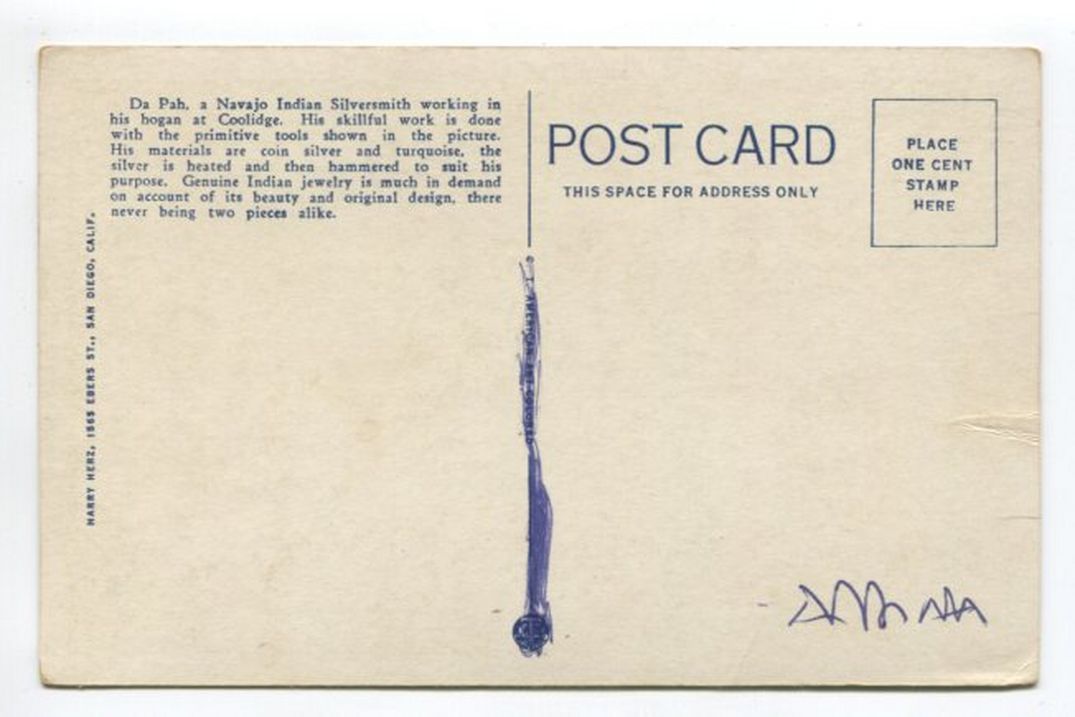 Da Pah, a Navajo Indian Silversmith working in
his hogan at Coolidge. His skillful work is done
with the primitive tools shown in the picture.
His materials are coin silver and turquoise, the
silver is heated and then hammered to suit his
purpose. Genuine Indian jewelry is much in demand
on account of its beauty and original design, there
never being two pieces alike.
HARRY HERZ, 1565 EBERS ST., SAN DIEGO, CALIF.
AMERICAN ART COLORED
POST CARD
THIS SPACE FOR ADDRESS ONLY
PLACE
ONE CENT
STAMP
HERE